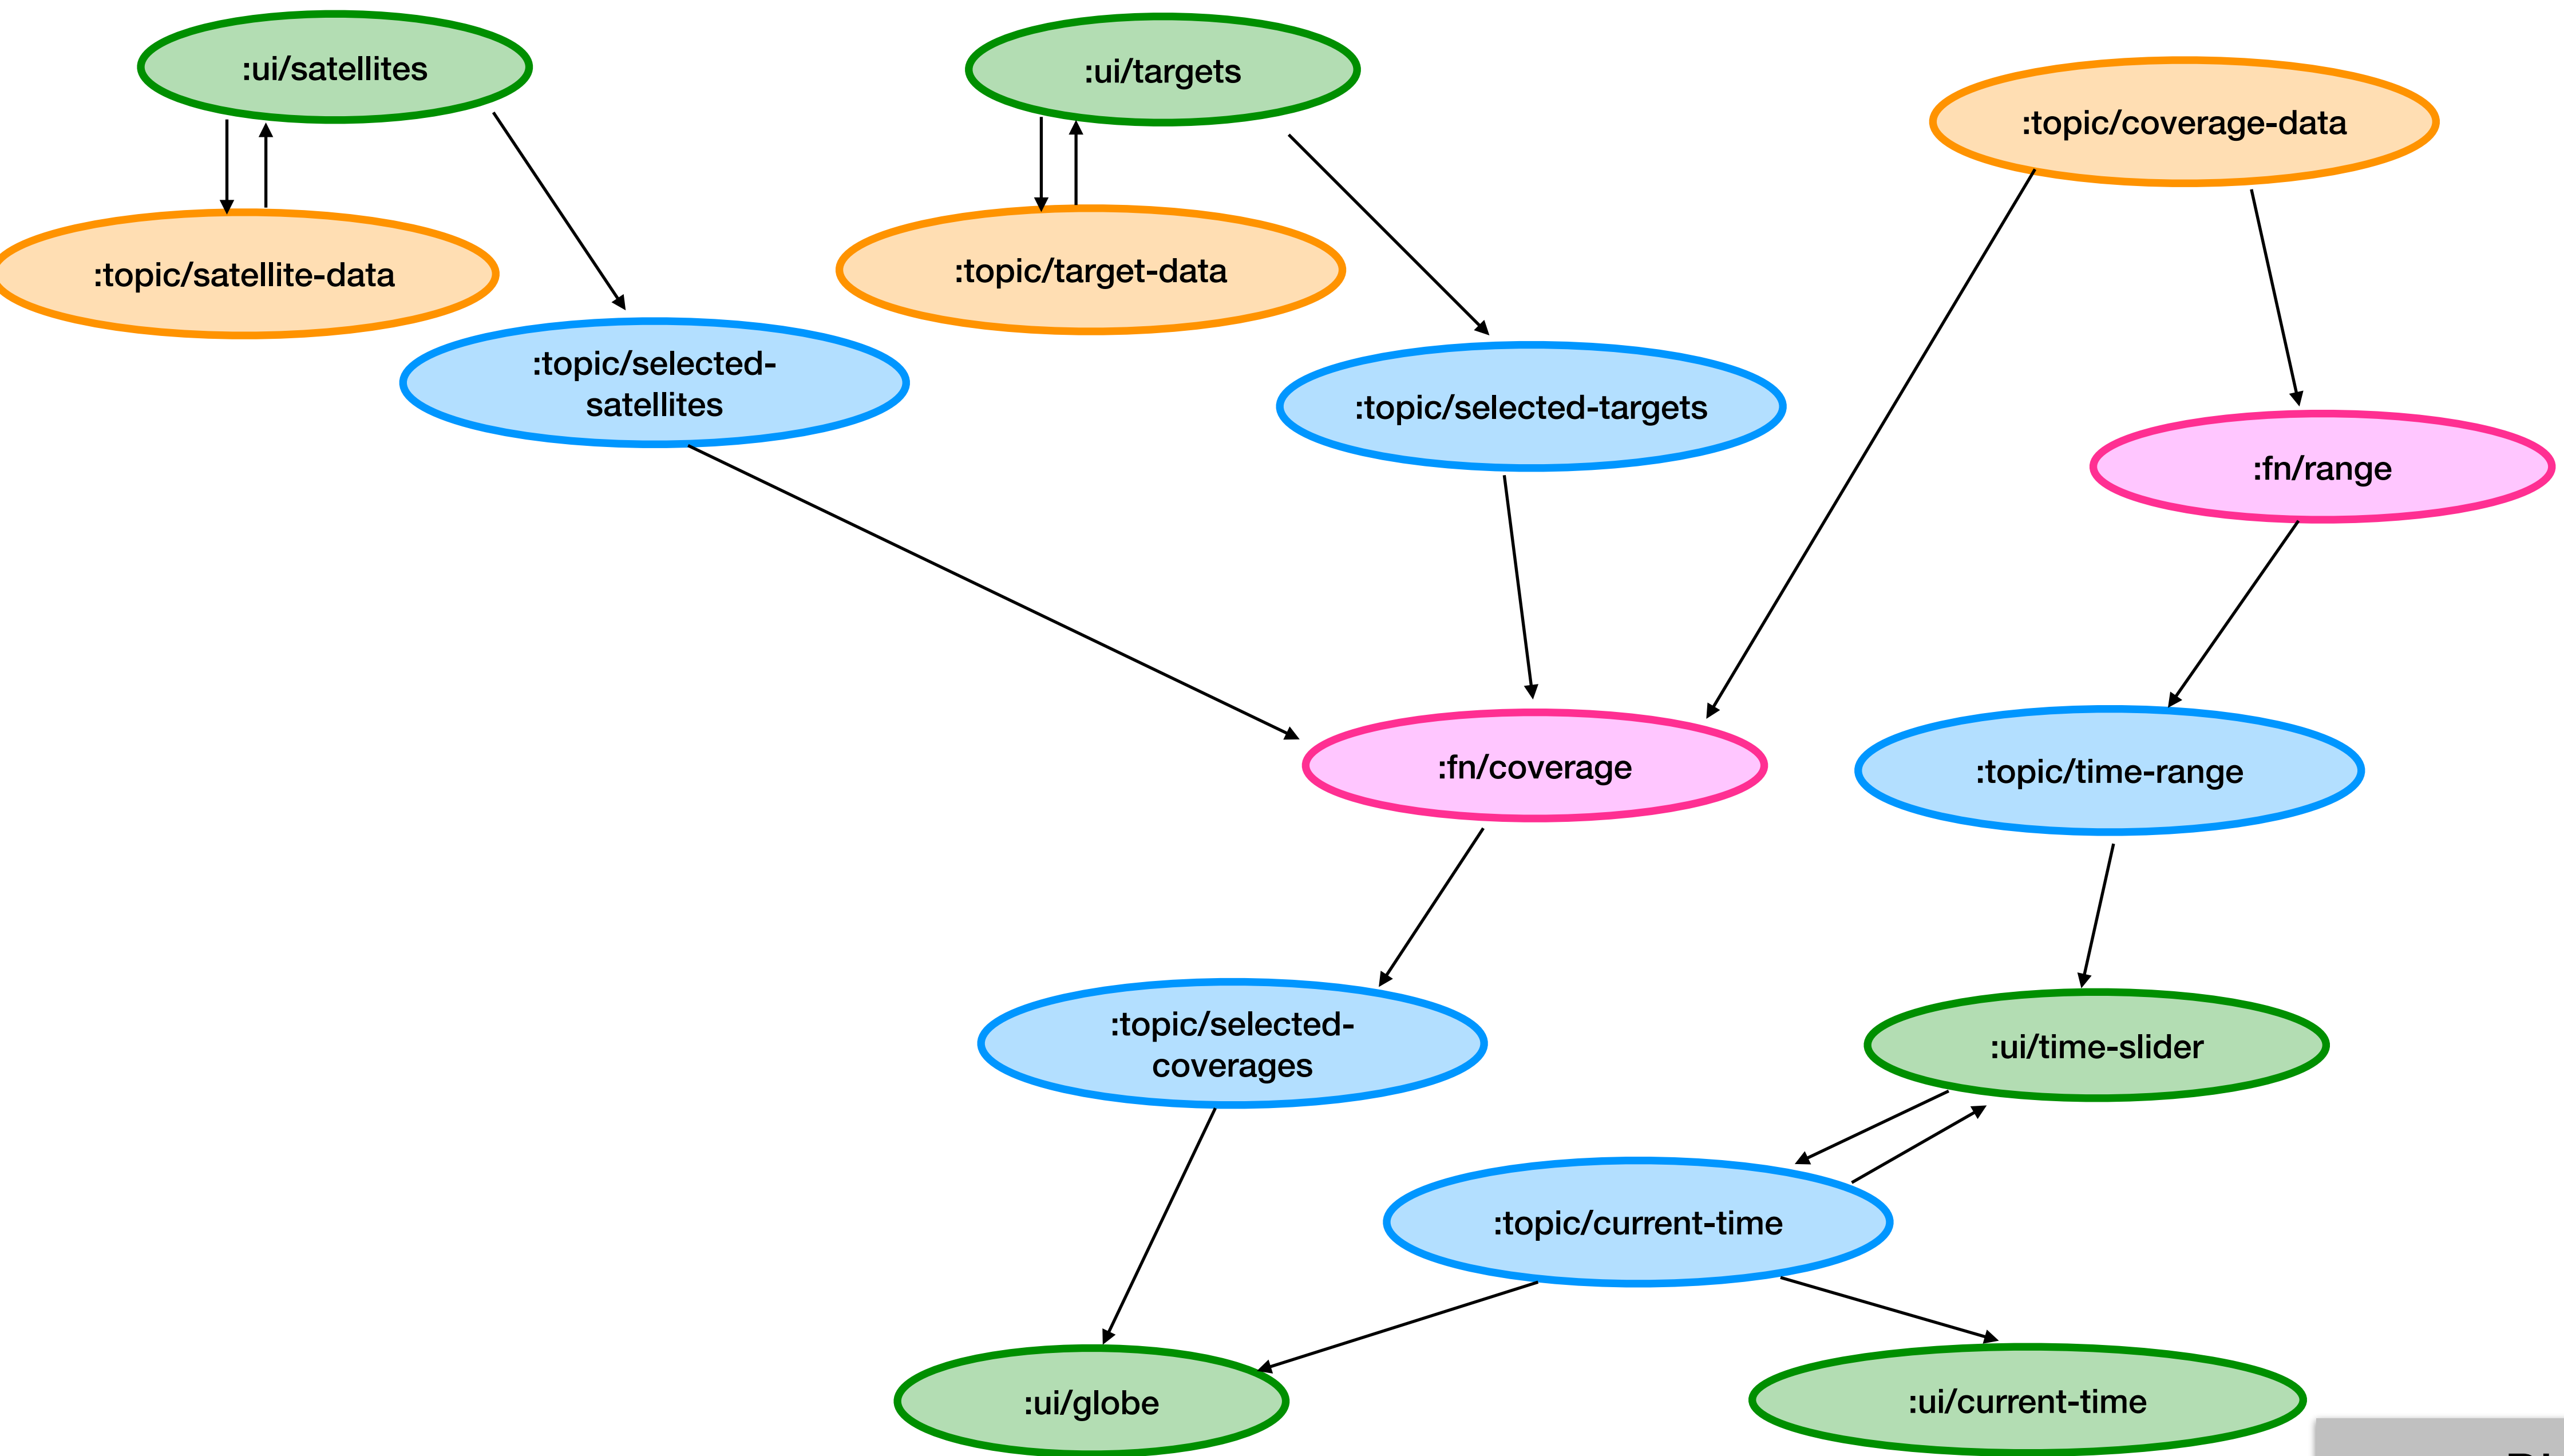 :ui/satellites
:ui/targets
:topic/coverage-data
:topic/satellite-data
:topic/target-data
:topic/selected-
satellites
:topic/selected-targets
:fn/range
:fn/coverage
:topic/time-range
:topic/selected-
coverages
:ui/time-slider
:topic/current-time
:ui/globe
:ui/current-time